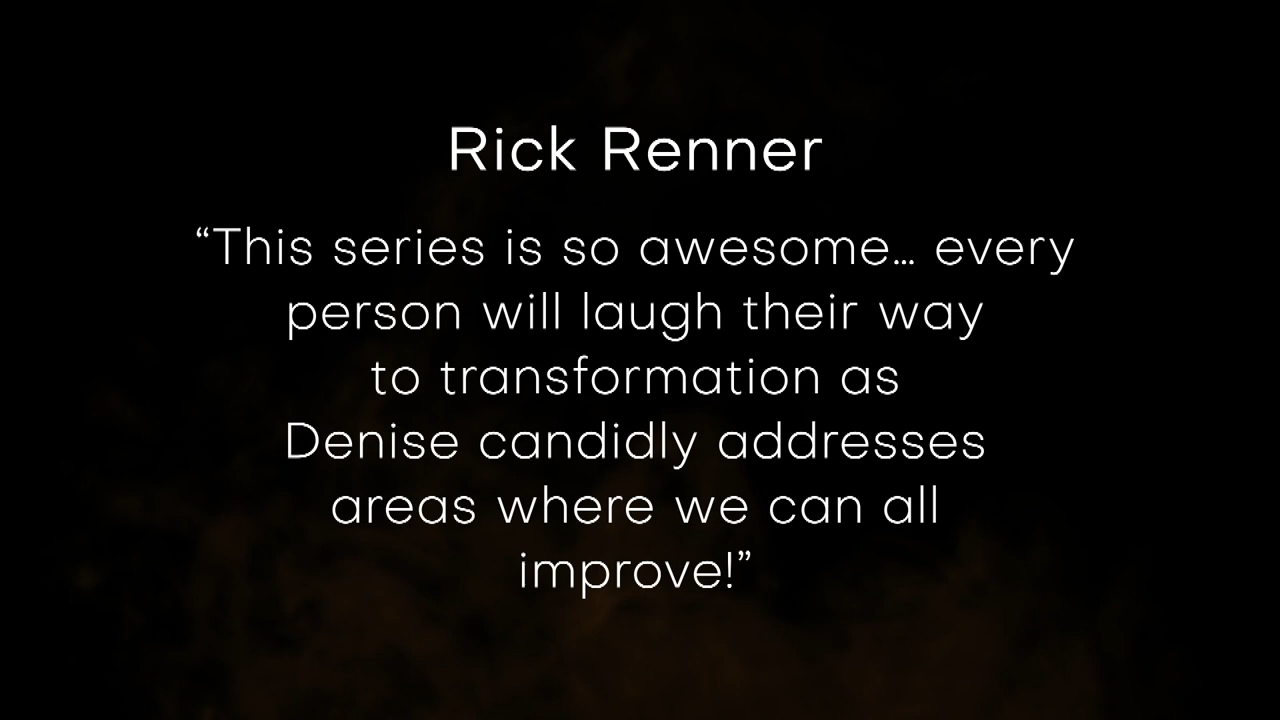 Rick Renner
“This series is so awesome... every
person will laugh their way
to transformation as
Denise candidly addresses
areas where we can all
improve!”